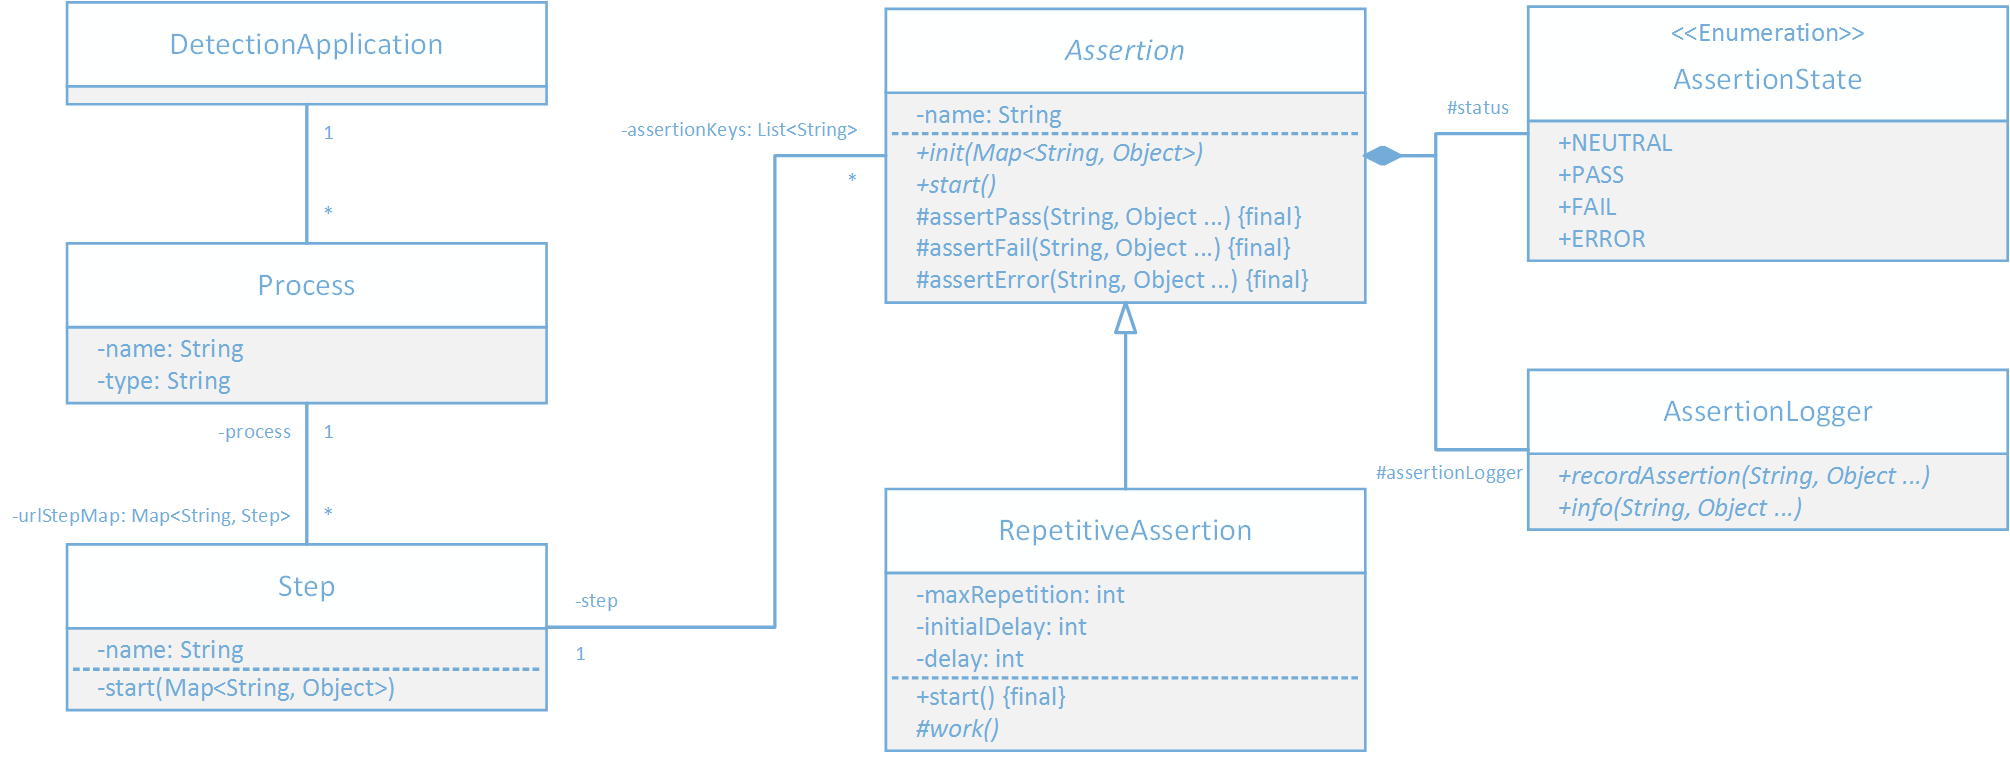 DetectionApplication
1
*
Process
-name: String
-type: String
-process
1
-urlStepMap: Map<String, Step>
*
Step
-name: String
-start(Map<String, Object>)
-step
1
-assertionKeys: List<String>
*
Assertion
-name: String
+init(Map<String, Object>)
+start()
#assertPass(String, Object ...) {final}
#assertFail(String, Object ...) {final}
#assertError(String, Object ...) {final}
RepetitiveAssertion
-maxRepetition: int
-initialDelay: int
-delay: int
+start() {final}
#work()
#status
<<Enumeration>>
AssertionState
+NEUTRAL
+PASS
+FAIL
+ERROR
#assertionLogger
AssertionLogger
+recordAssertion(String, Object ...)
+info(String, Object ...)